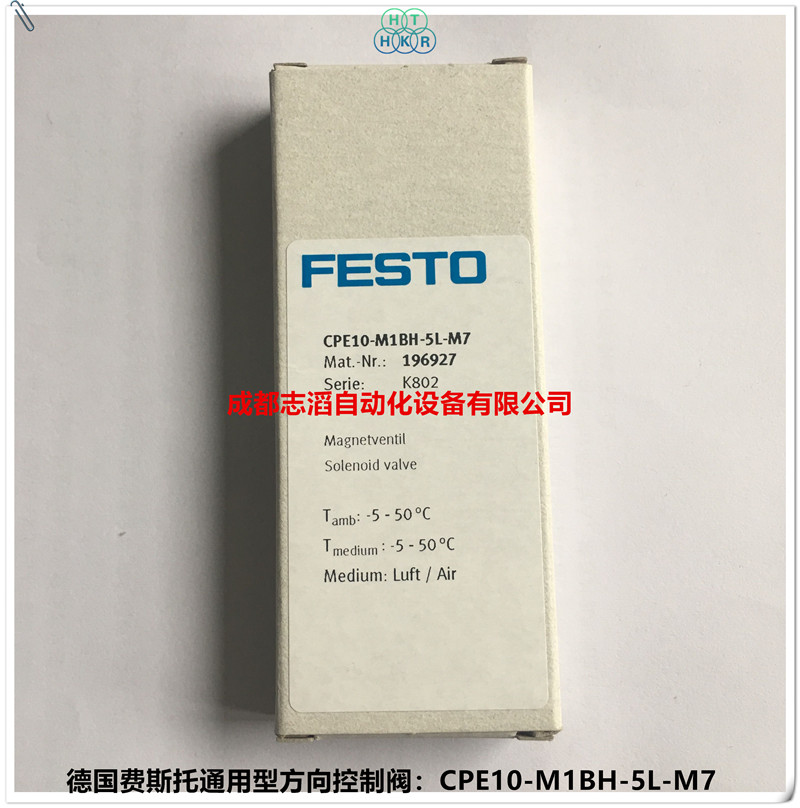 H T
H K R
FESTO
CPE10-M1BH-5L-M7
Mat.-Nr.: 196927
Serie: K802
成都志滔自动化设备有限公司
Magnetventil
Solenoid valve
Tamb: -5 - 50 °C
Tmedium : -5 - 50 °C
Medium: Luft / Air
德国费斯托通用型方向控制阀：CPE10-M1BH-5L-M7